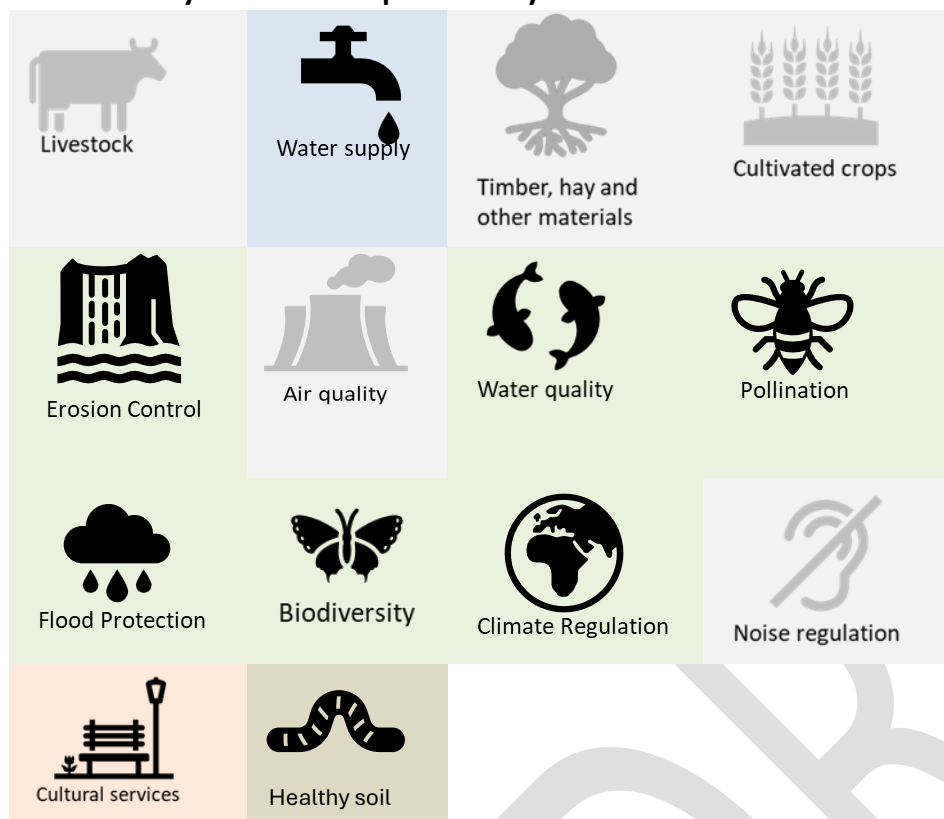 Livestock
Water supply
Timber, hay and
other materials
Cultivated crops
Erosion Control
Air quality
Water quality
Pollination
Flood Protection
Biodiversity
Climate Regulation
Noise regulation
Cultural services
Healthy soil